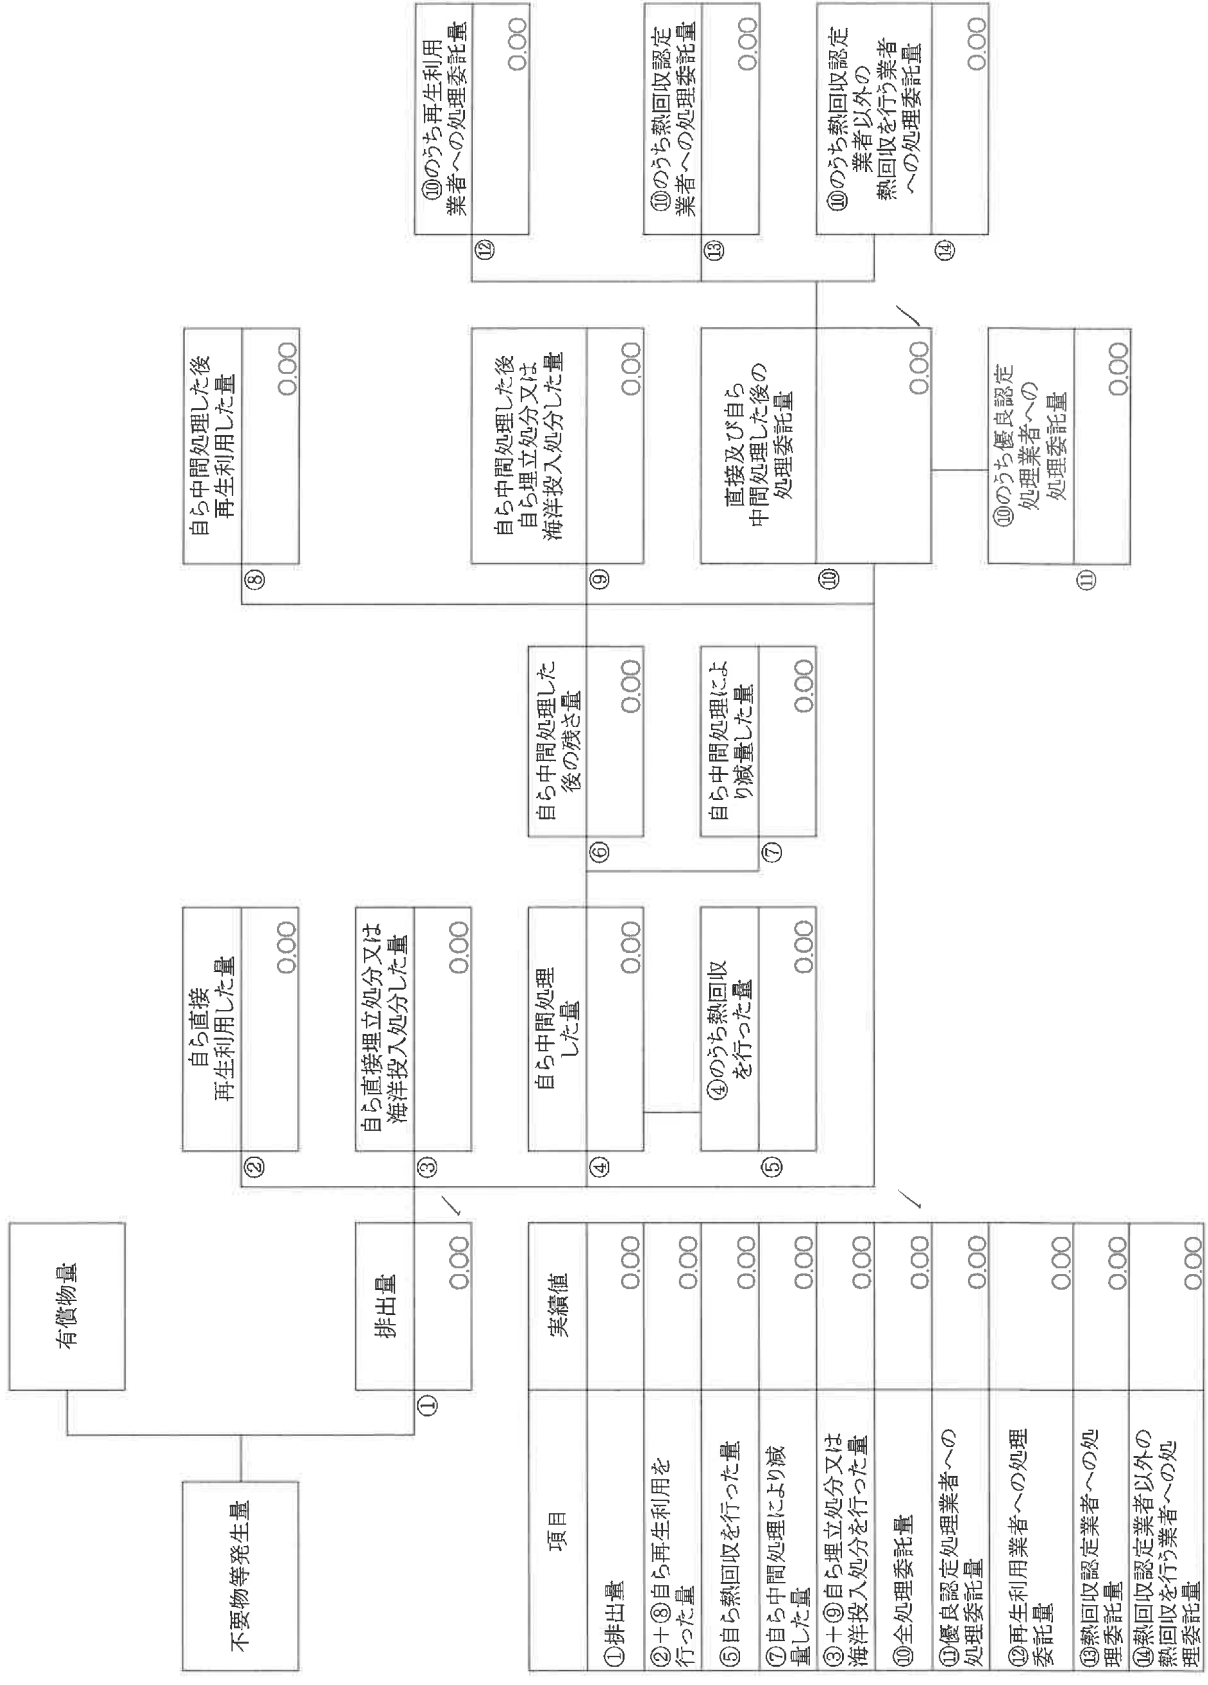 不要物等発生量
有償物量
①
排出量
0.00
②
自ら直接
再生利用した量
0.00
③
自ら直接埋立処分又は
海洋投入処分した量
0.00
④
自ら中間処理
した量
0.00
⑤
④のうち熱回収
を行った量
0.00
⑥
自ら中間処理した
後の残さ量
0.00
⑦
自ら中間処理によ
り減量した量
0.00
⑧
自ら中間処理した後
再生利用した量
0.00
⑨
自ら中間処理した後
自ら埋立処分又は
海洋投入処分した量
0.00
⑩
直接及び自ら
中間処理した後の
処理委託量
0.00
⑪
⑩のうち優良認定
処理業者への
処理委託量
0.00
⑫
⑩のうち再生利用
業者への処理委託量
0.00
⑬
⑩のうち熱回収認定
業者への処理委託量
0.00
⑭
⑩のうち熱回収認定
業者以外の
熱回収を行う業者
への処理委託量
0.00
項目 実績値
①排出量 0.00
②+⑧自ら再生利用を
行った量 0.00
⑤自ら熱回収を行った量 0.00
⑦自ら中間処理により減
量した量 0.00
③+⑨自ら埋立処分又は
海洋投入処分を行った量 0.00
⑩全処理委託量 0.00
⑪優良認定処理業者への
処理委託量 0.00
⑫再生利用業者への処理
委託量 0.00
⑬熱回収認定業者への処
理委託量 0.00
⑭熱回収認定業者以外の
熱回収を行う業者への処
理委託量 0.00